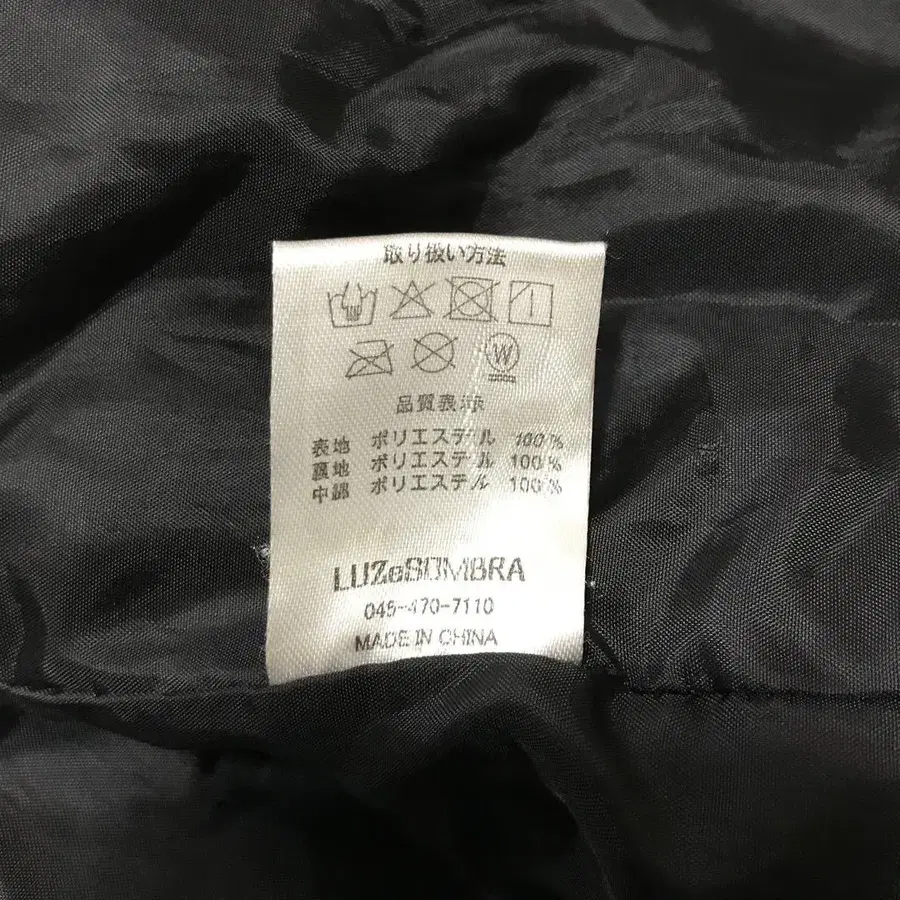 取り扱い方法
W
品質表示
表地 ポリエステル 100%
裏地 ポリエステル 100%
中綿 ポリエステル 100%
LUZeSOMBRA
045-470-7110
MADE IN CHINA